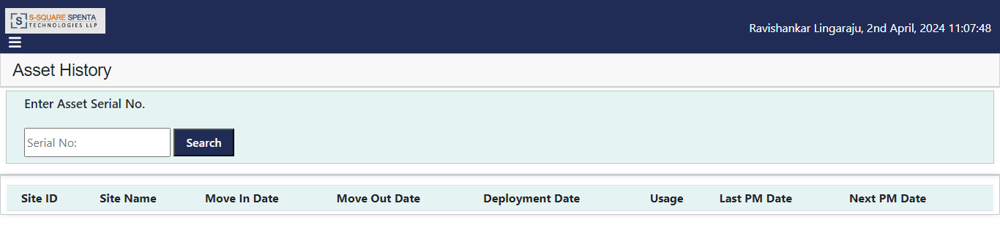 S S-SQUARE SPENTA
TECHNOLOGIES LLP
Ravishankar Lingaraju, 2nd April, 2024 11:07:48
Asset History
Enter Asset Serial No.
Serial No: Search
Site ID Site Name Move In Date Move Out Date Deployment Date Usage Last PM Date Next PM Date